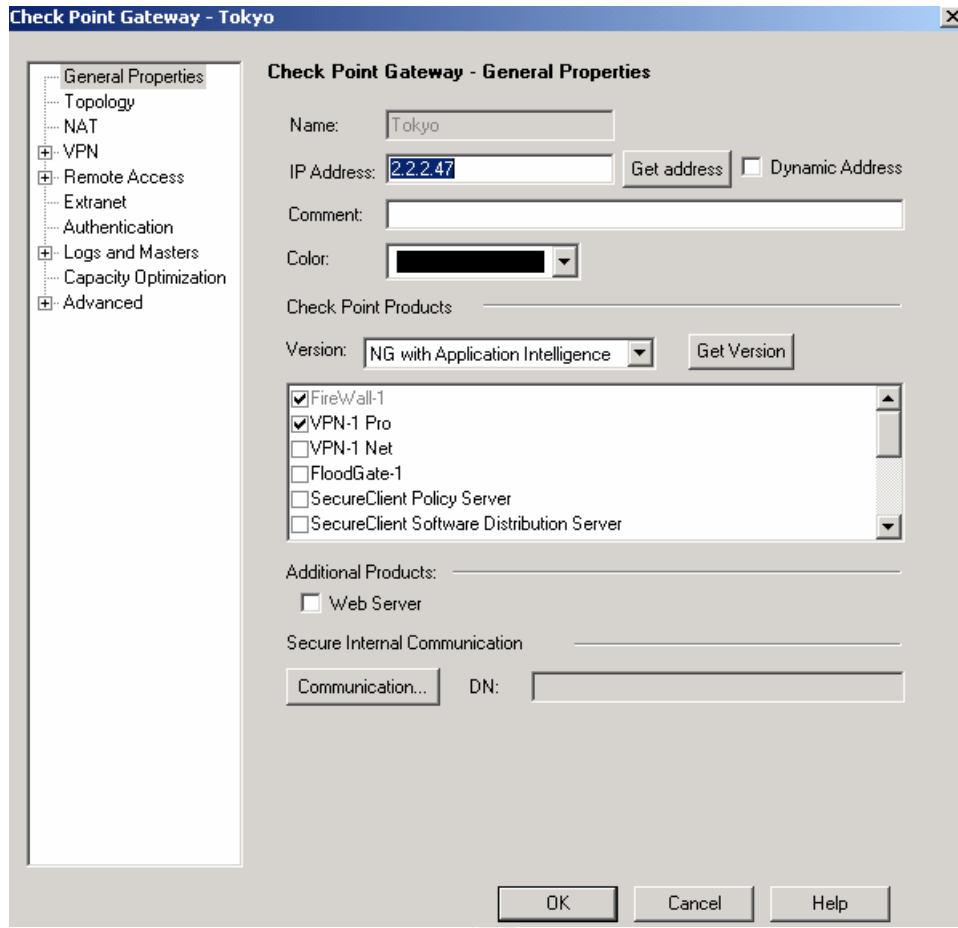 Check Point Gateway - Tokyo
General Properties
Topology
NAT
VPN
Remote Access
Extranet
Authentication
Logs and Masters
Capacity Optimization
Advanced
Check Point Gateway - General Properties
Name: Tokyo
IP Address: 2.2.2.47 Get address Dynamic Address
Comment:
Color:
Check Point Products
Version: NG with Application Intelligence Get Version
FireWall-1
VPN-1 Pro
VPN-1 Net
FloodGate-1
SecureClient Policy Server
SecureClient Software Distribution Server
Additional Products:
Web Server
Secure Internal Communication
Communication... DN:
OK Cancel Help